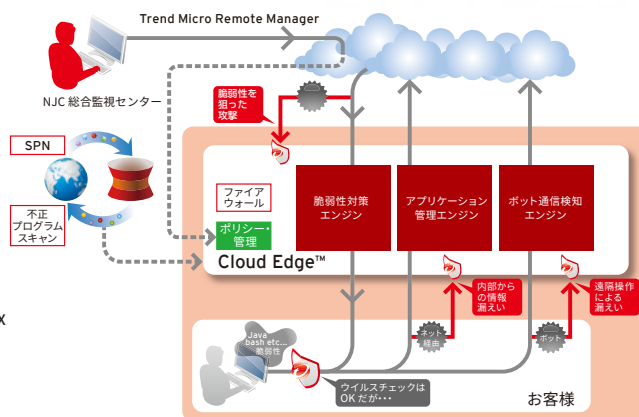 Trend Micro Remote Manager
NJC 総合監視センター
脆弱性を
狙った
攻撃
SPN
不正
プログラム
スキャン
ファイア
ウォール
ポリシー・
管理
脆弱性対策
エンジン
アプリケーション
管理エンジン
ボット通信検知
エンジン
Cloud Edge™
内部から
の情報
漏えい
遠隔操作
による
漏えい
x
Java
bash etc...
脆弱性
ネット
経由
ボット
ウイルスチェックは
OKだが・・・
お客様